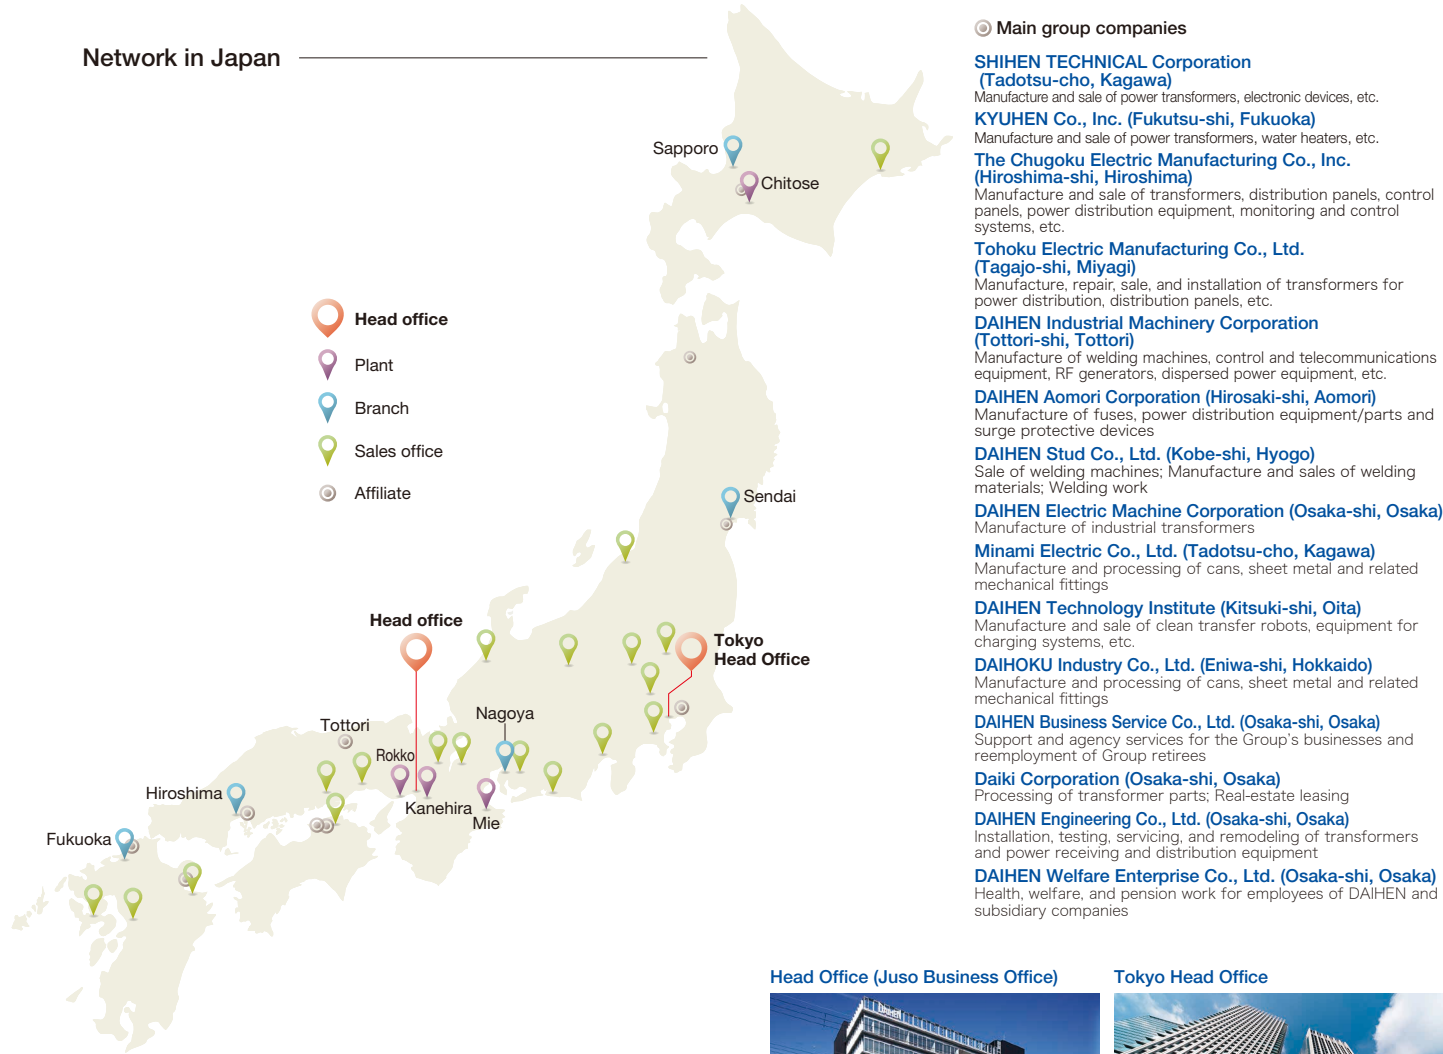 Network in Japan
Sapporo
Chitose
Head office
Plant
Branch
Sales office
Affiliate
Sendai
Head office
Tokyo
Head Office
Nagoya
Tottori
Rokko
Hiroshima
Kanehira
Mie
Fukuoka
Main group companies
SHIHEN TECHNICAL Corporation
(Tadotsu-cho, Kagawa)
Manufacture and sale of power transformers, electronic devices, etc.
KYUHEN Co., Inc. (Fukutsu-shi, Fukuoka)
Manufacture and sale of power transformers, water heaters, etc.
The Chugoku Electric Manufacturing Co., Inc.
(Hiroshima-shi, Hiroshima)
Manufacture and sale of transformers, distribution panels, control
panels, power distribution equipment, monitoring and control
systems, etc.
Tohoku Electric Manufacturing Co., Ltd.
(Tagajo-shi, Miyagi)
Manufacture, repair, sale, and installation of transformers for
power distribution, distribution panels, etc.
DAIHEN Industrial Machinery Corporation
(Tottori-shi, Tottori)
Manufacture of welding machines, control and telecommunications
equipment, RF generators, dispersed power equipment, etc.
DAIHEN Aomori Corporation (Hirosaki-shi, Aomori)
Manufacture of fuses, power distribution equipment/parts and
surge protective devices
DAIHEN Stud Co., Ltd. (Kobe-shi, Hyogo)
Sale of welding machines; Manufacture and sales of welding
materials; Welding work
DAIHEN Electric Machine Corporation (Osaka-shi, Osaka)
Manufacture of industrial transformers
Minami Electric Co., Ltd. (Tadotsu-cho, Kagawa)
Manufacture and processing of cans, sheet metal and related
mechanical fittings
DAIHEN Technology Institute (Kitsuki-shi, Oita)
Manufacture and sale of clean transfer robots, equipment for
charging systems, etc.
DAIHOKU Industry Co., Ltd. (Eniwa-shi, Hokkaido)
Manufacture and processing of cans, sheet metal and related
mechanical fittings
DAIHEN Business Service Co., Ltd. (Osaka-shi, Osaka)
Support and agency services for the Group's businesses and
reemployment of Group retirees
Daiki Corporation (Osaka-shi, Osaka)
Processing of transformer parts; Real-estate leasing
DAIHEN Engineering Co., Ltd. (Osaka-shi, Osaka)
Installation, testing, servicing, and remodeling of transformers
and power receiving and distribution equipment
DAIHEN Welfare Enterprise Co., Ltd. (Osaka-shi, Osaka)
Health, welfare, and pension work for employees of DAIHEN and
subsidiary companies
Head Office (Juso Business Office)
Tokyo Head Office
DAIHEN